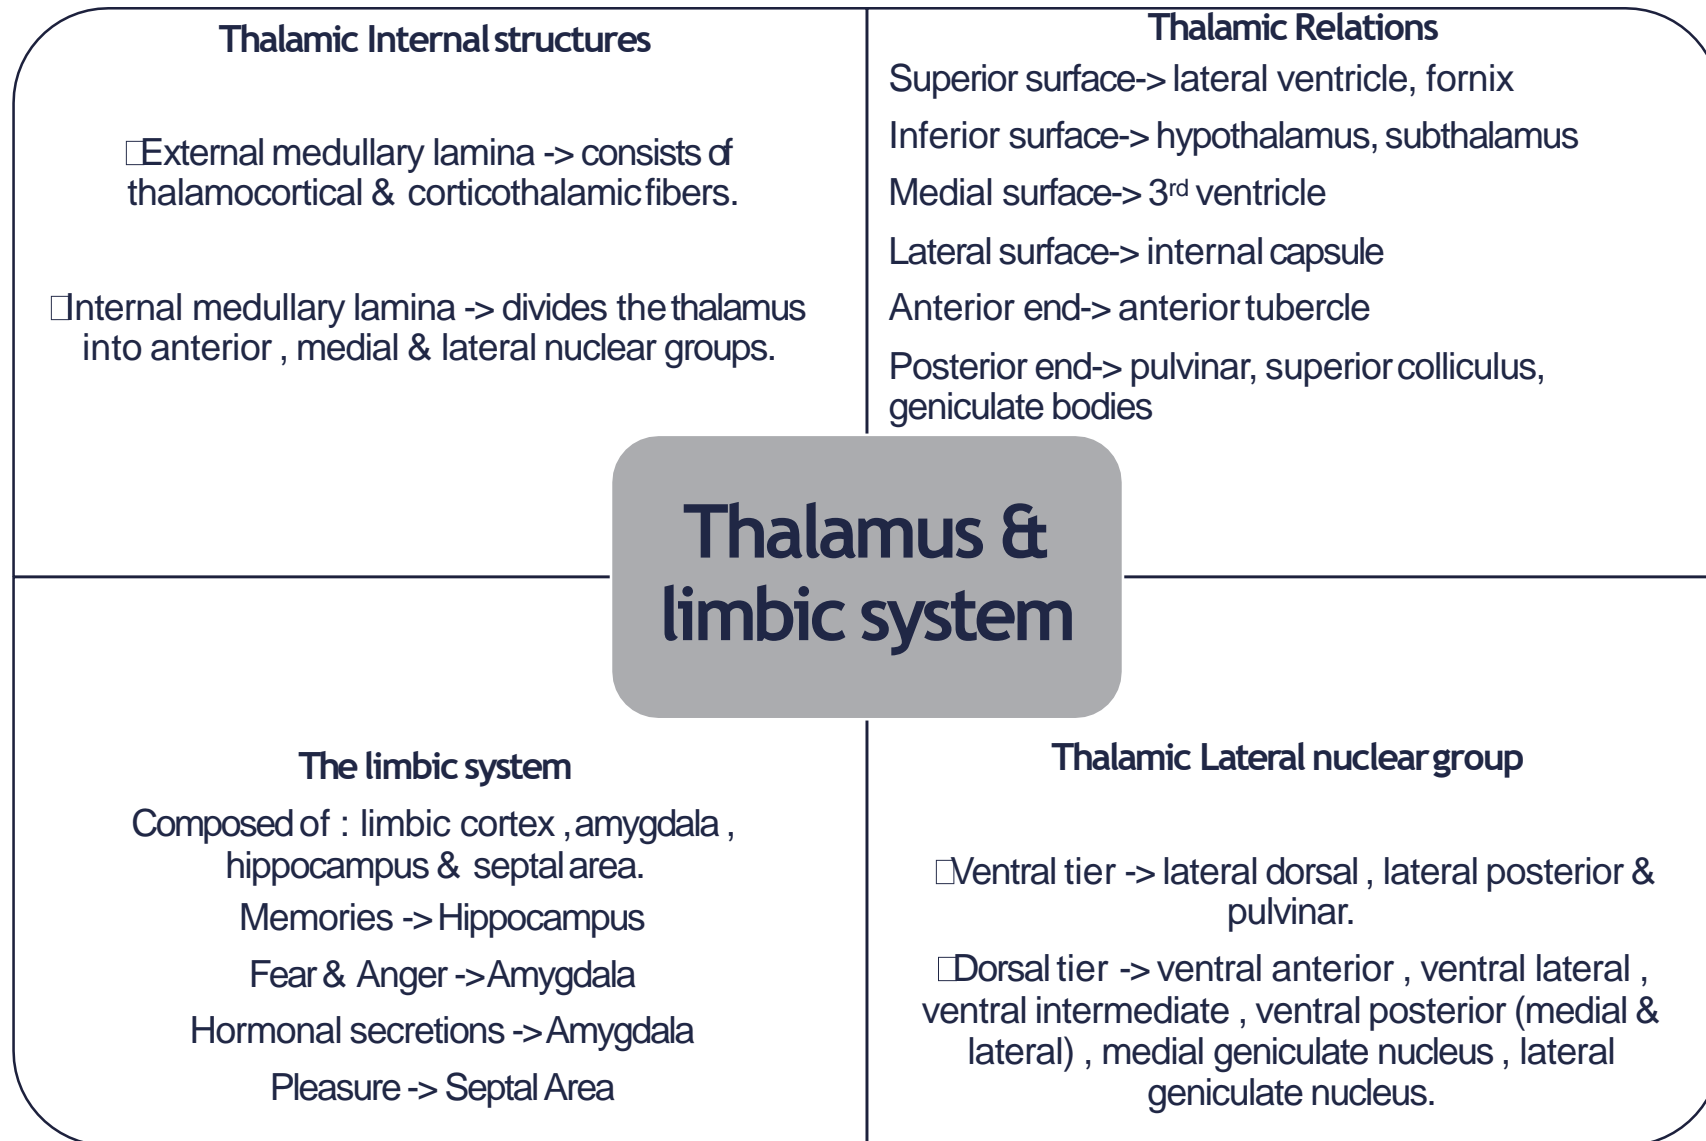 Thalamic Internal structures
□External medullary lamina -> consists of
thalamocortical & corticothalamic fibers.
□Internal medullary lamina -> divides the thalamus
into anterior , medial & lateral nuclear groups.
Thalamic Relations
Superior surface-> lateral ventricle, fornix
Inferior surface-> hypothalamus, subthalamus
Medial surface-> 3rd ventricle
Lateral surface-> internal capsule
Anterior end-> anterior tubercle
Posterior end-> pulvinar, superior colliculus,
geniculate bodies
Thalamus &
limbic system
The limbic system
Composed of : limbic cortex , amygdala ,
hippocampus & septal area.
Memories -> Hippocampus
Fear & Anger -> Amygdala
Hormonal secretions -> Amygdala
Pleasure -> Septal Area
Thalamic Lateral nuclear group
□Ventral tier -> lateral dorsal , lateral posterior &
pulvinar.
□Dorsal tier -> ventral anterior , ventral lateral ,
ventral intermediate , ventral posterior (medial &
lateral) , medial geniculate nucleus , lateral
geniculate nucleus.